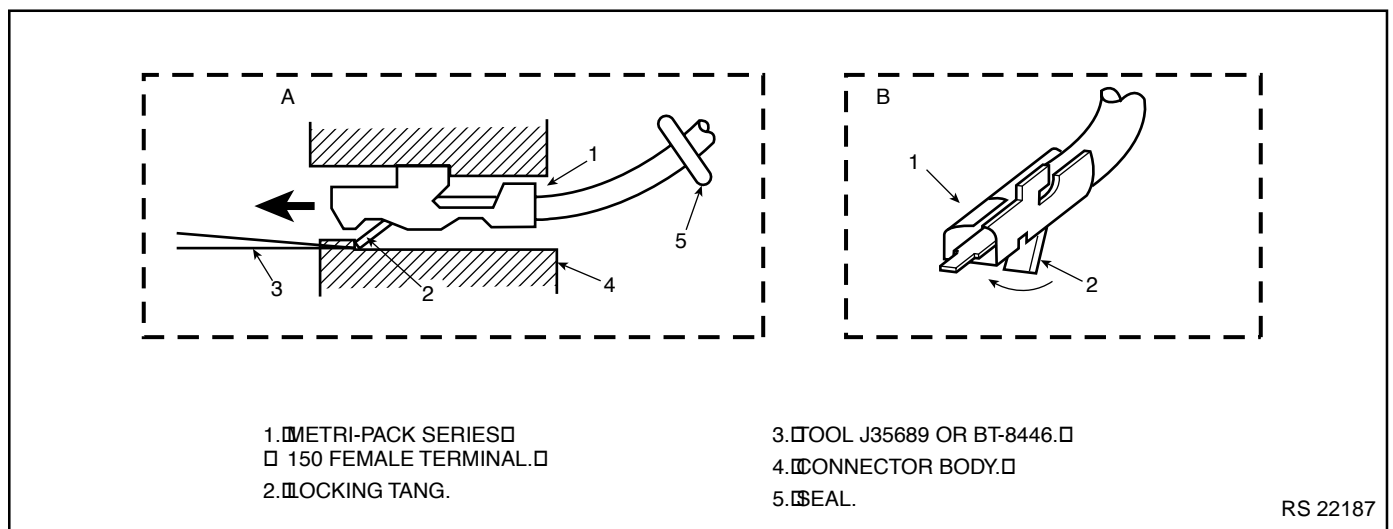 A
1
2
3
4
5
B
1
2
1.□METRI-PACK SERIES□
□ 150 FEMALE TERMINAL.□
2.□LOCKING TANG.
3.□TOOL J35689 OR BT-8446.□
4.□CONNECTOR BODY.□
5.□SEAL.
RS 22187